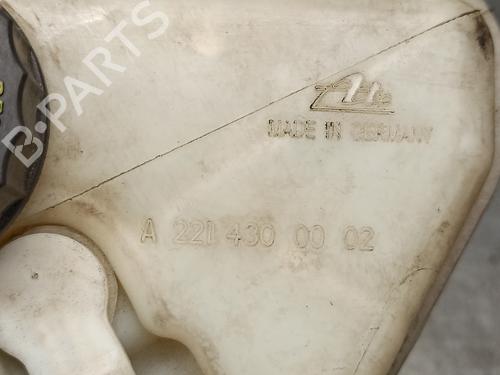 Ate
MADE IN GERMANY
A 221 430 00 02
B-PARTS